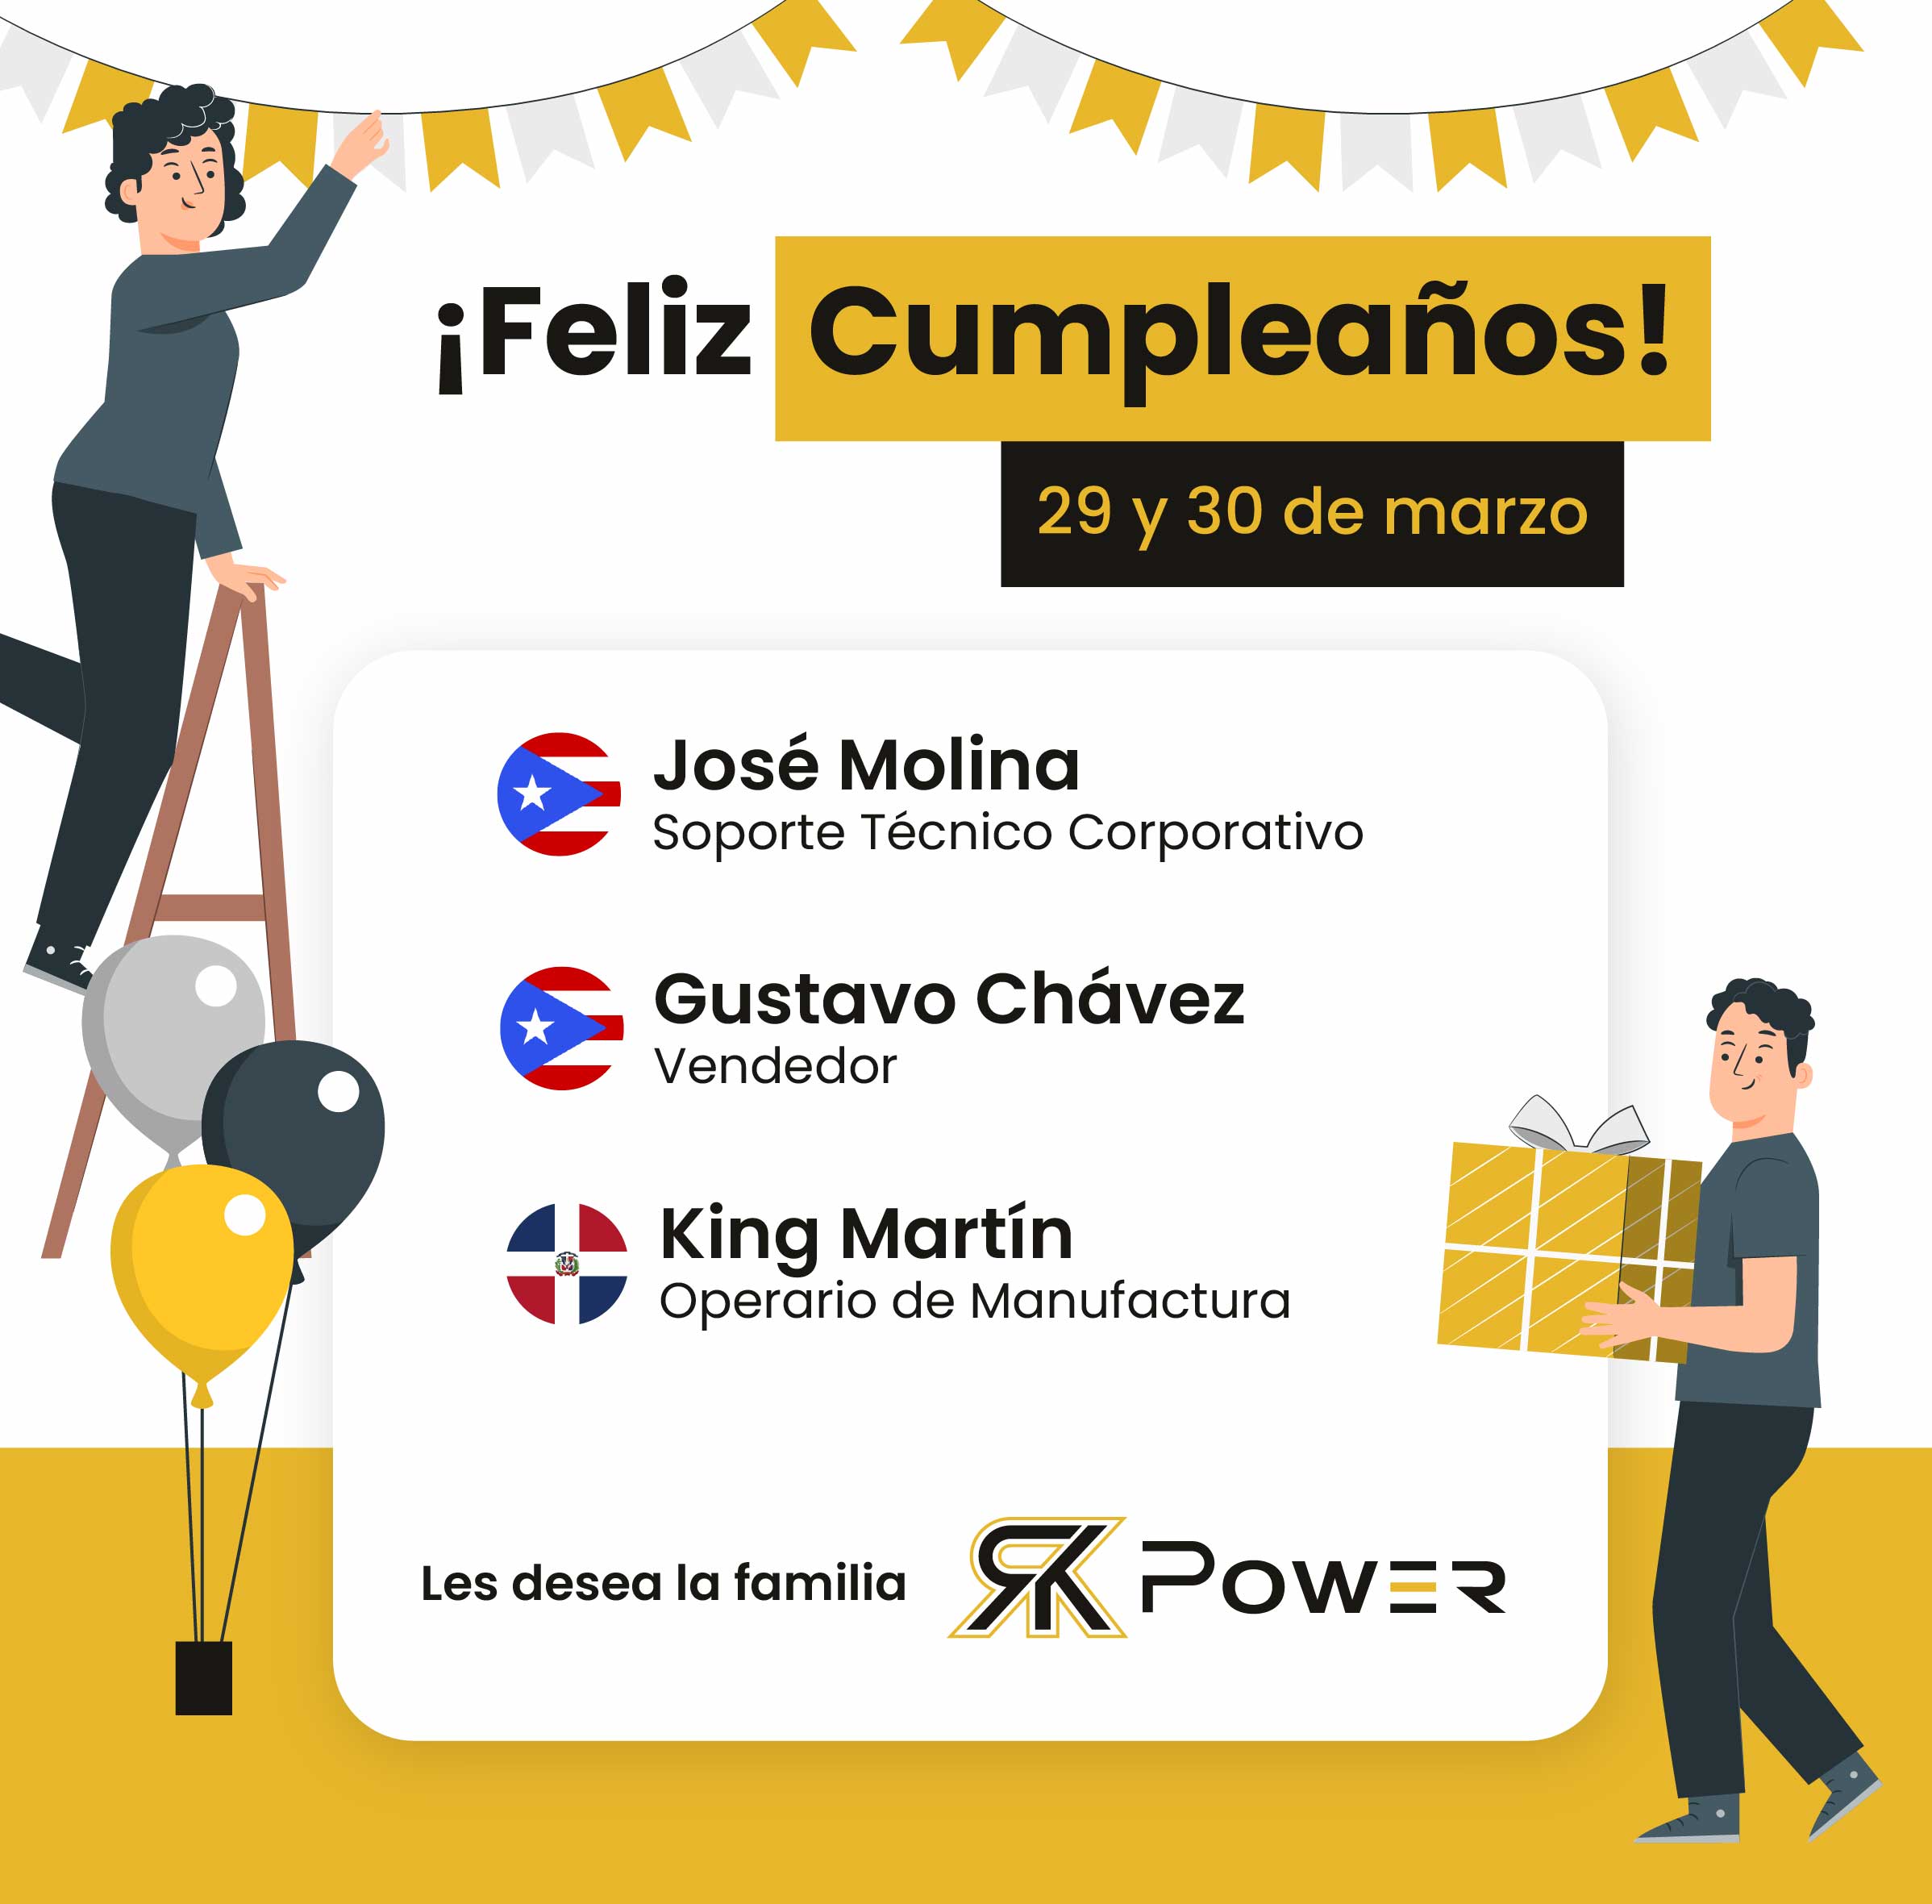 ¡Feliz Cumpleaños!
29 y 30 de marzo
José Molina
Soporte Técnico Corporativo
Gustavo Chávez
Vendedor
King Martín
Operario de Manufactura
Les desea la familia RK POWER